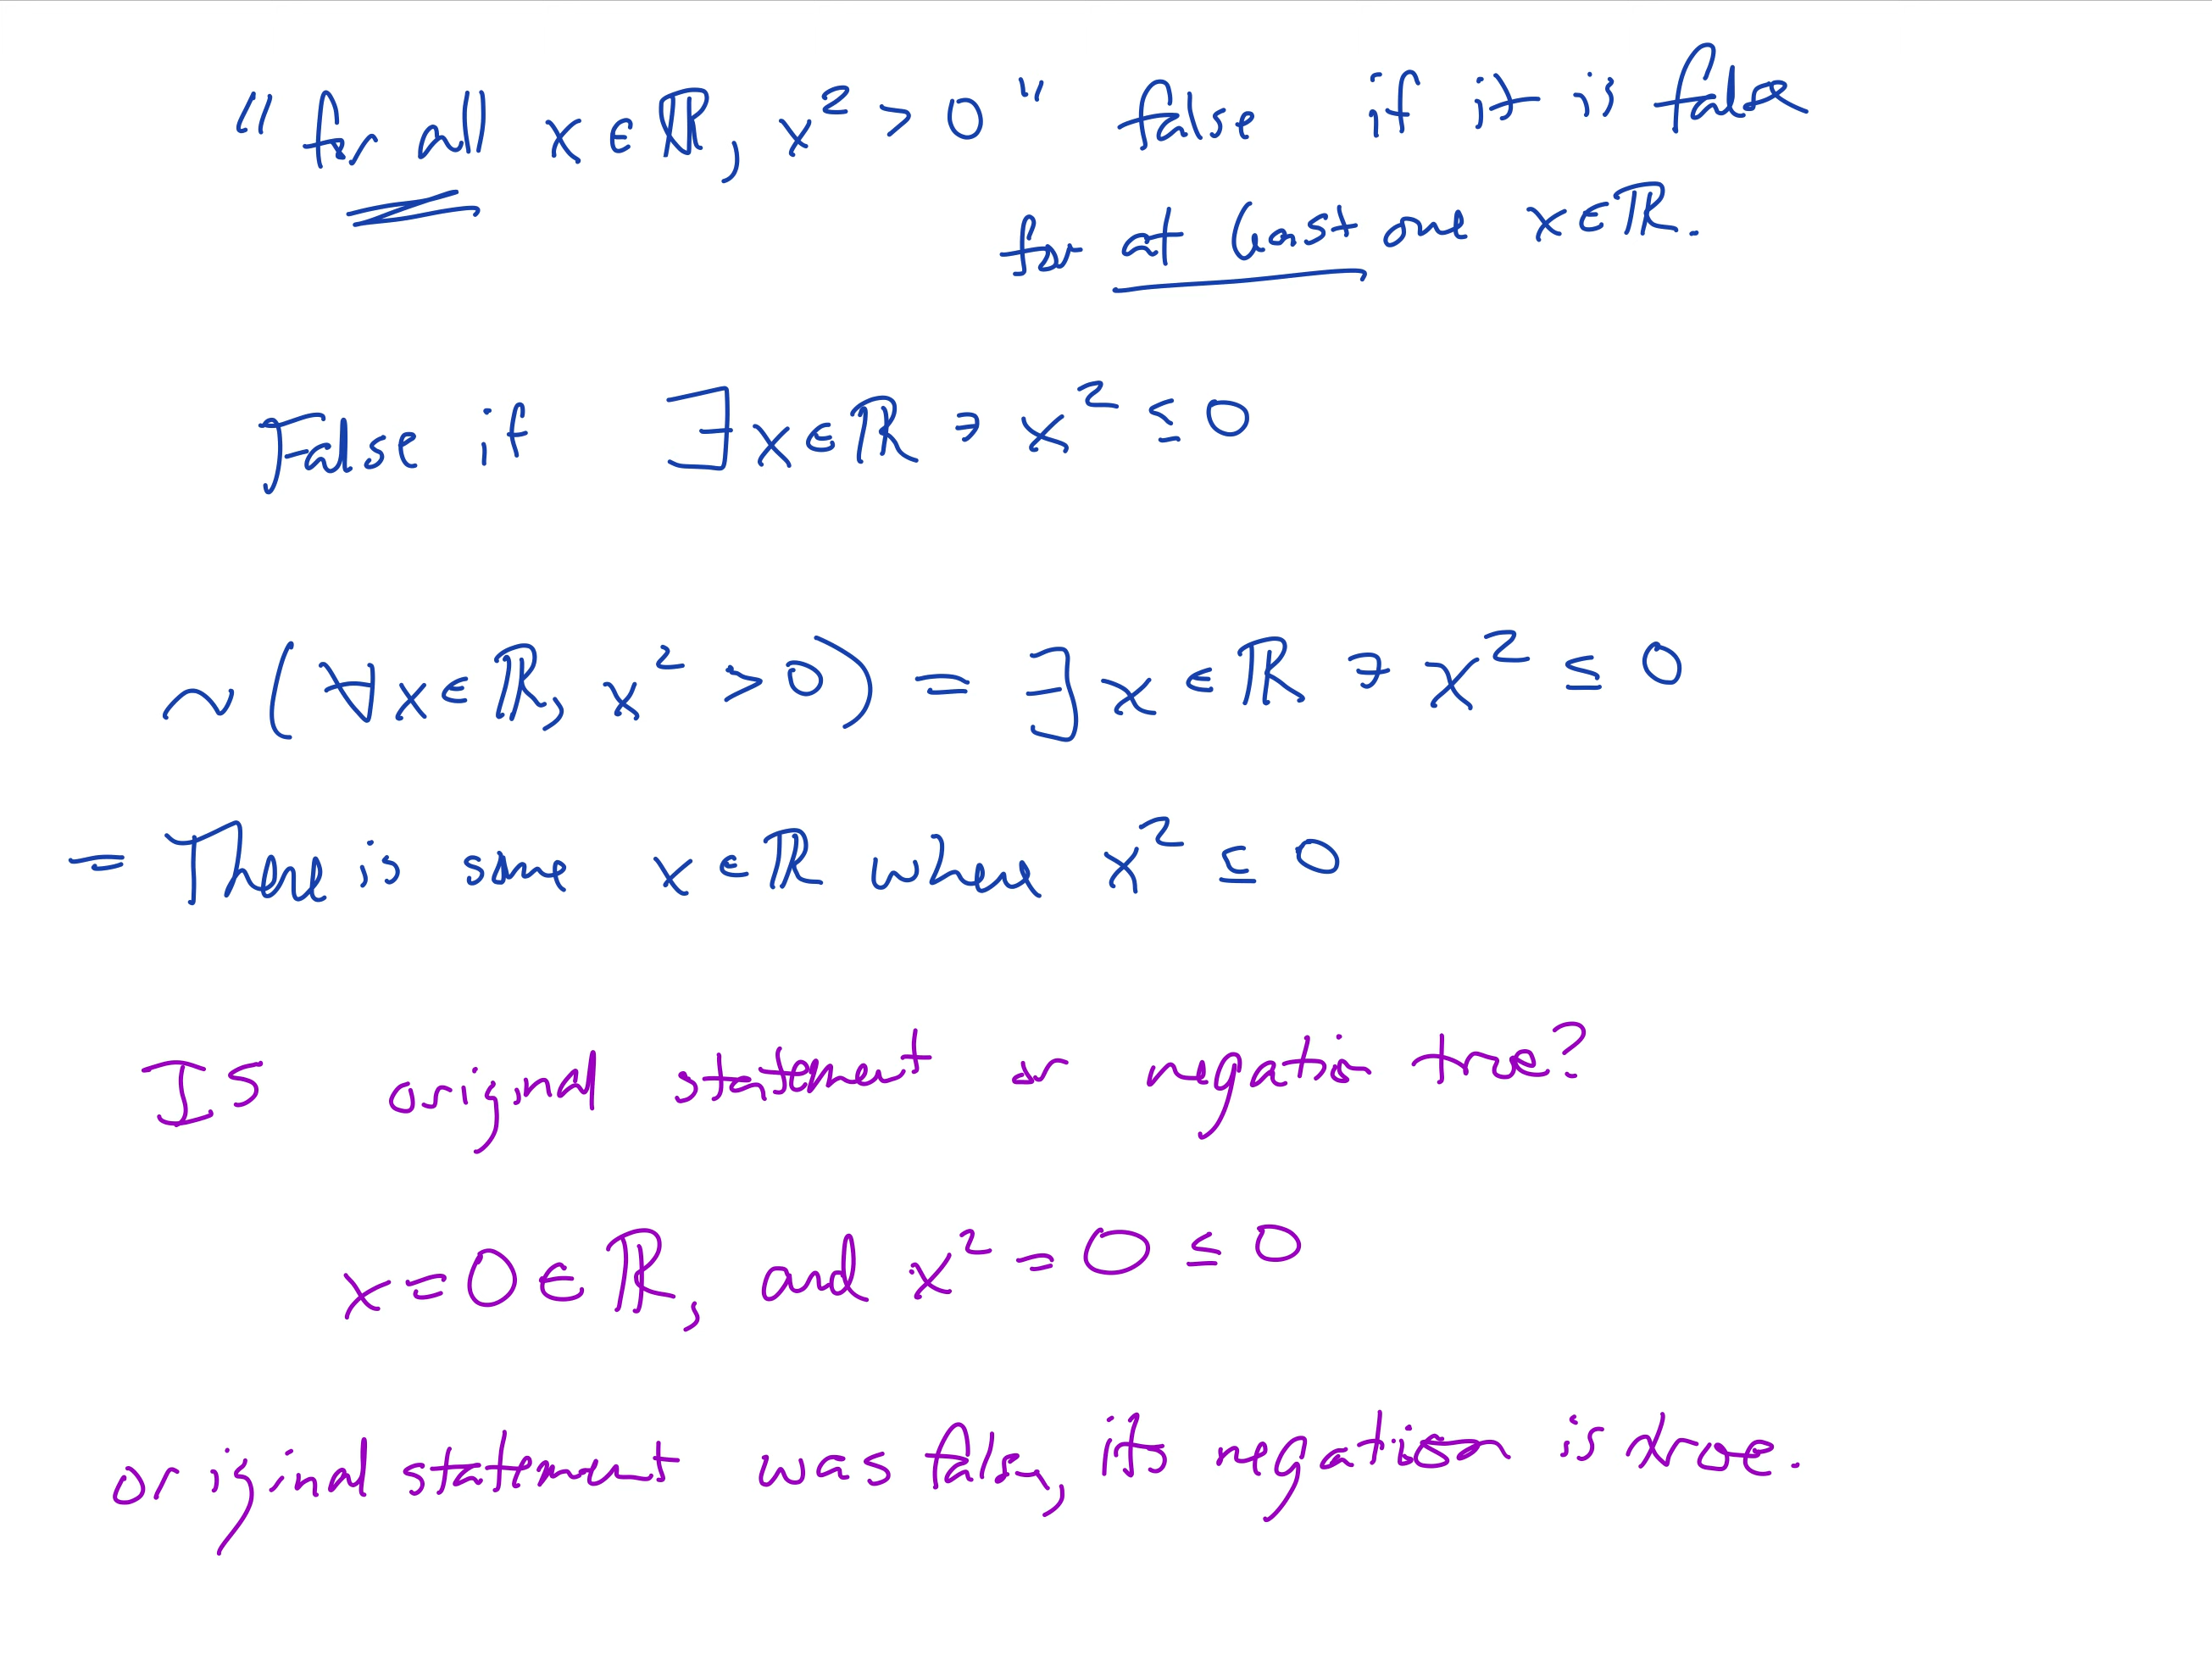 "for all x∈ℝ, x² > 0" false if it is false
for at least one x∈ℝ.
False if ∃x∈ℝ ∍ x² ≤ 0
~(∀x∈ℝ, x² > 0) = ∃x∈ℝ ∍ x² ≤ 0
= There is some x∈ℝ where x² ≤ 0
Is original statement or negation true?
x=0∈ℝ, and x² = 0 ≤ 0
Original statement was false, its negation is true.